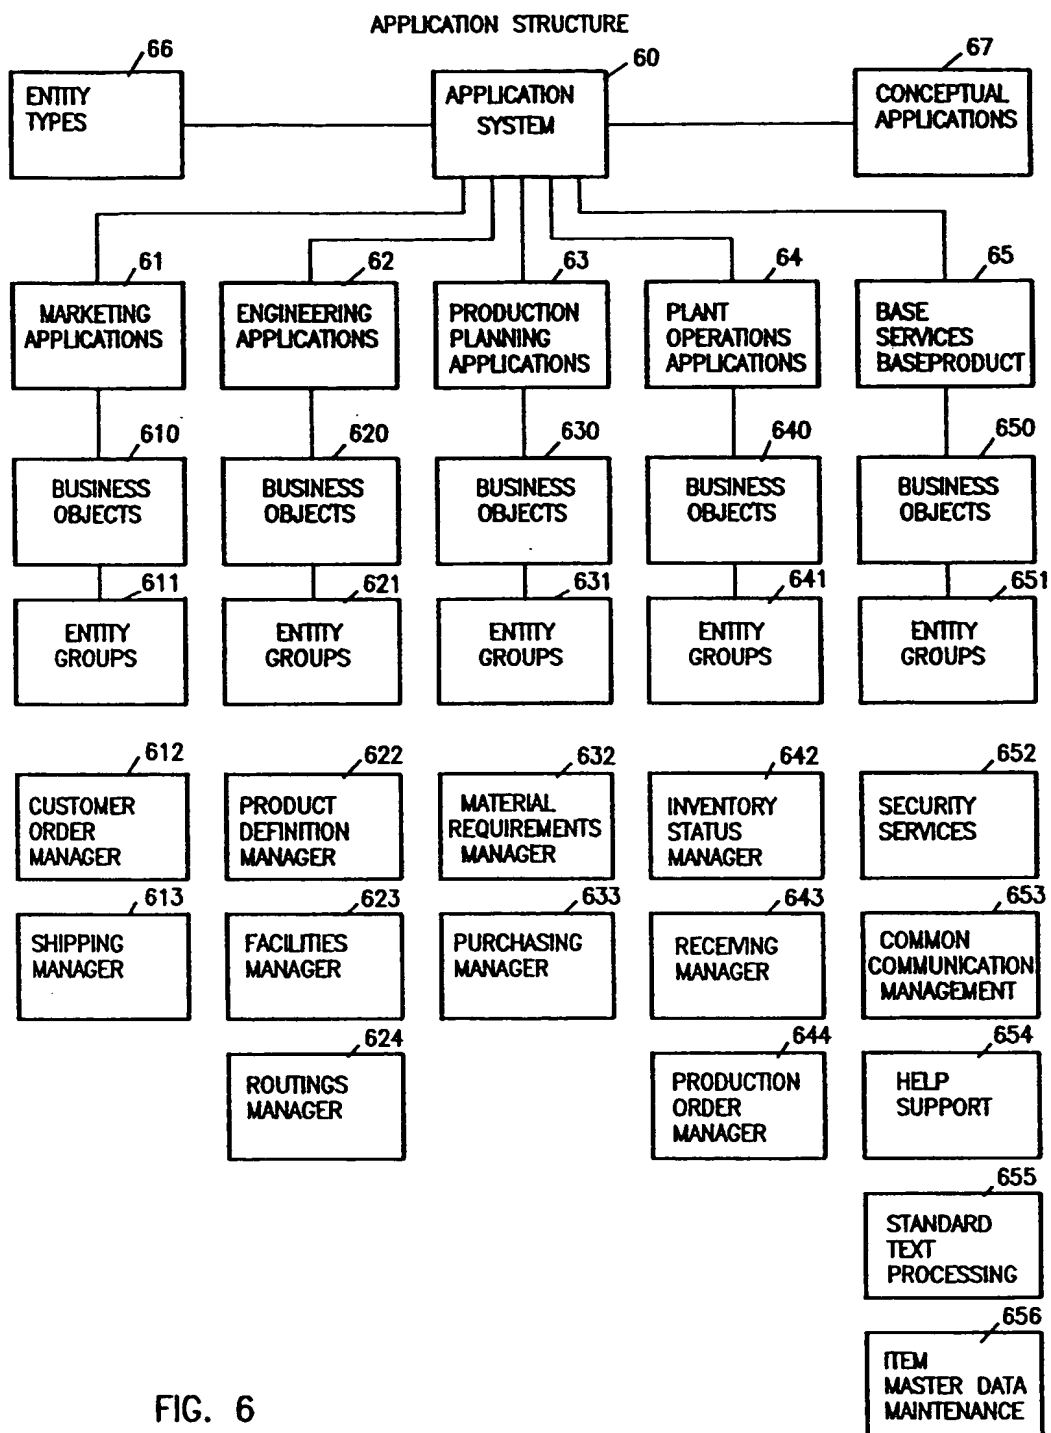 APPLICATION STRUCTURE
66
60
67
ENTITY
TYPES
APPLICATION
SYSTEM
CONCEPTUAL
APPLICATIONS
61
62
63
64
65
MARKETING
APPLICATIONS
ENGINEERING
APPLICATIONS
PRODUCTION
PLANNING
APPLICATIONS
PLANT
OPERATIONS
APPLICATIONS
BASE
SERVICES
BASEPRODUCT
610
620
630
640
650
BUSINESS
OBJECTS
BUSINESS
OBJECTS
BUSINESS
OBJECTS
BUSINESS
OBJECTS
BUSINESS
OBJECTS
611
621
631
641
651
ENTITY
GROUPS
ENTITY
GROUPS
ENTITY
GROUPS
ENTITY
GROUPS
ENTITY
GROUPS
612
622
632
642
652
CUSTOMER
ORDER
MANAGER
PRODUCT
DEFINITION
MANAGER
MATERIAL
REQUIREMENTS
MANAGER
INVENTORY
STATUS
MANAGER
SECURITY
SERVICES
613
623
633
643
653
SHIPPING
MANAGER
FACILITIES
MANAGER
PURCHASING
MANAGER
RECEIVING
MANAGER
COMMON
COMMUNICATION
MANAGEMENT
624
644
654
ROUTINGS
MANAGER
PRODUCTION
ORDER
MANAGER
HELP
SUPPORT
655
STANDARD
TEXT
PROCESSING
656
ITEM
MASTER DATA
MAINTENANCE
FIG. 6